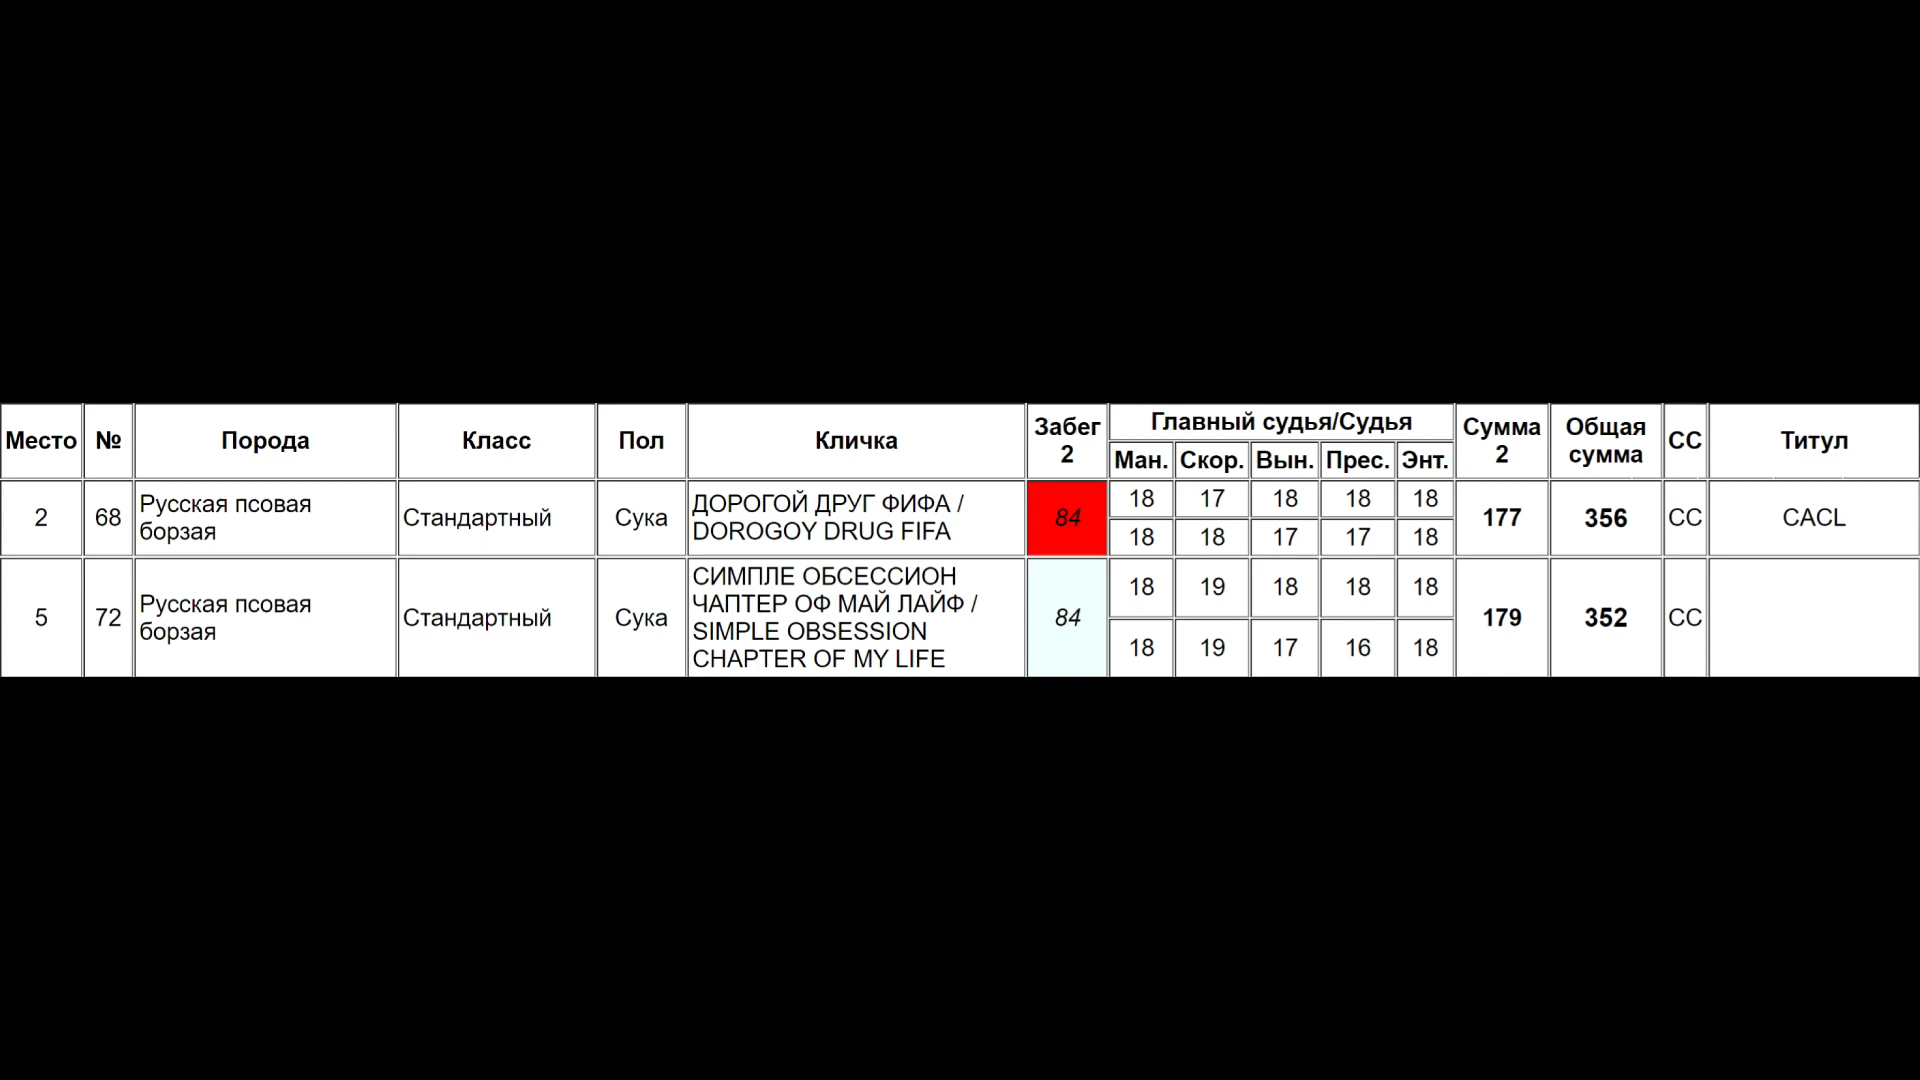 Место № Порода Класс Пол Кличка Забег 2 Главный судья/Судья Сумма 2 Общая сумма СС Титул
Ман. Скор. Вын. Прес. Энт.
2 68 Русская псовая борзая Стандартный Сука ДОРОГОЙ ДРУГ ФИФА / DOROGOY DRUG FIFA 84 18 17 18 18 18 177 356 СС CACL
18 18 17 17 18
5 72 Русская псовая борзая Стандартный Сука СИМПЛЕ ОБСЕССИОН ЧАПТЕР ОФ МАЙ ЛАЙФ / SIMPLE OBSESSION CHAPTER OF MY LIFE 84 18 19 18 18 18 179 352 СС
18 19 17 16 18